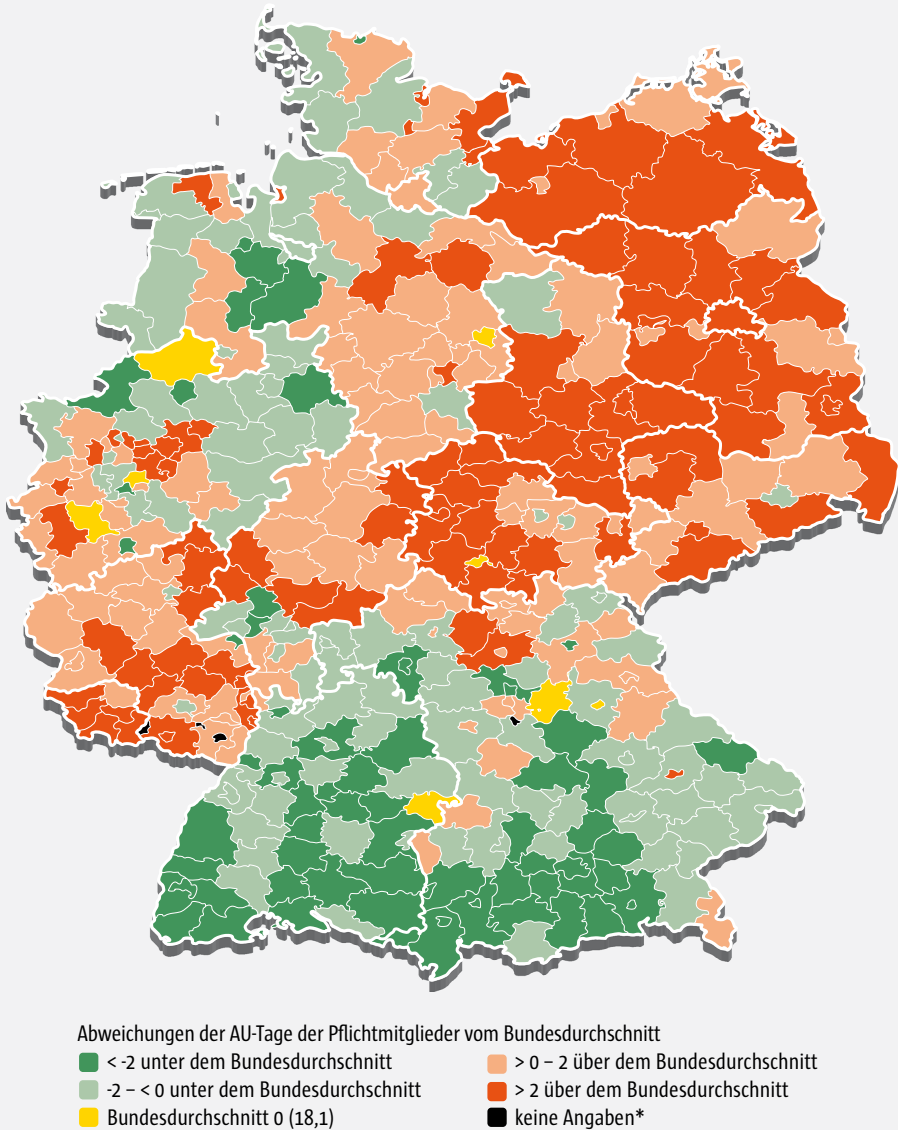 Abweichungen der AU-Tage der Pflichtmitglieder vom Bundesdurchschnitt
< -2 unter dem Bundesdurchschnitt
-2 – < 0 unter dem Bundesdurchschnitt
Bundesdurchschnitt 0 (18,1)
> 0 – 2 über dem Bundesdurchschnitt
> 2 über dem Bundesdurchschnitt
keine Angaben*